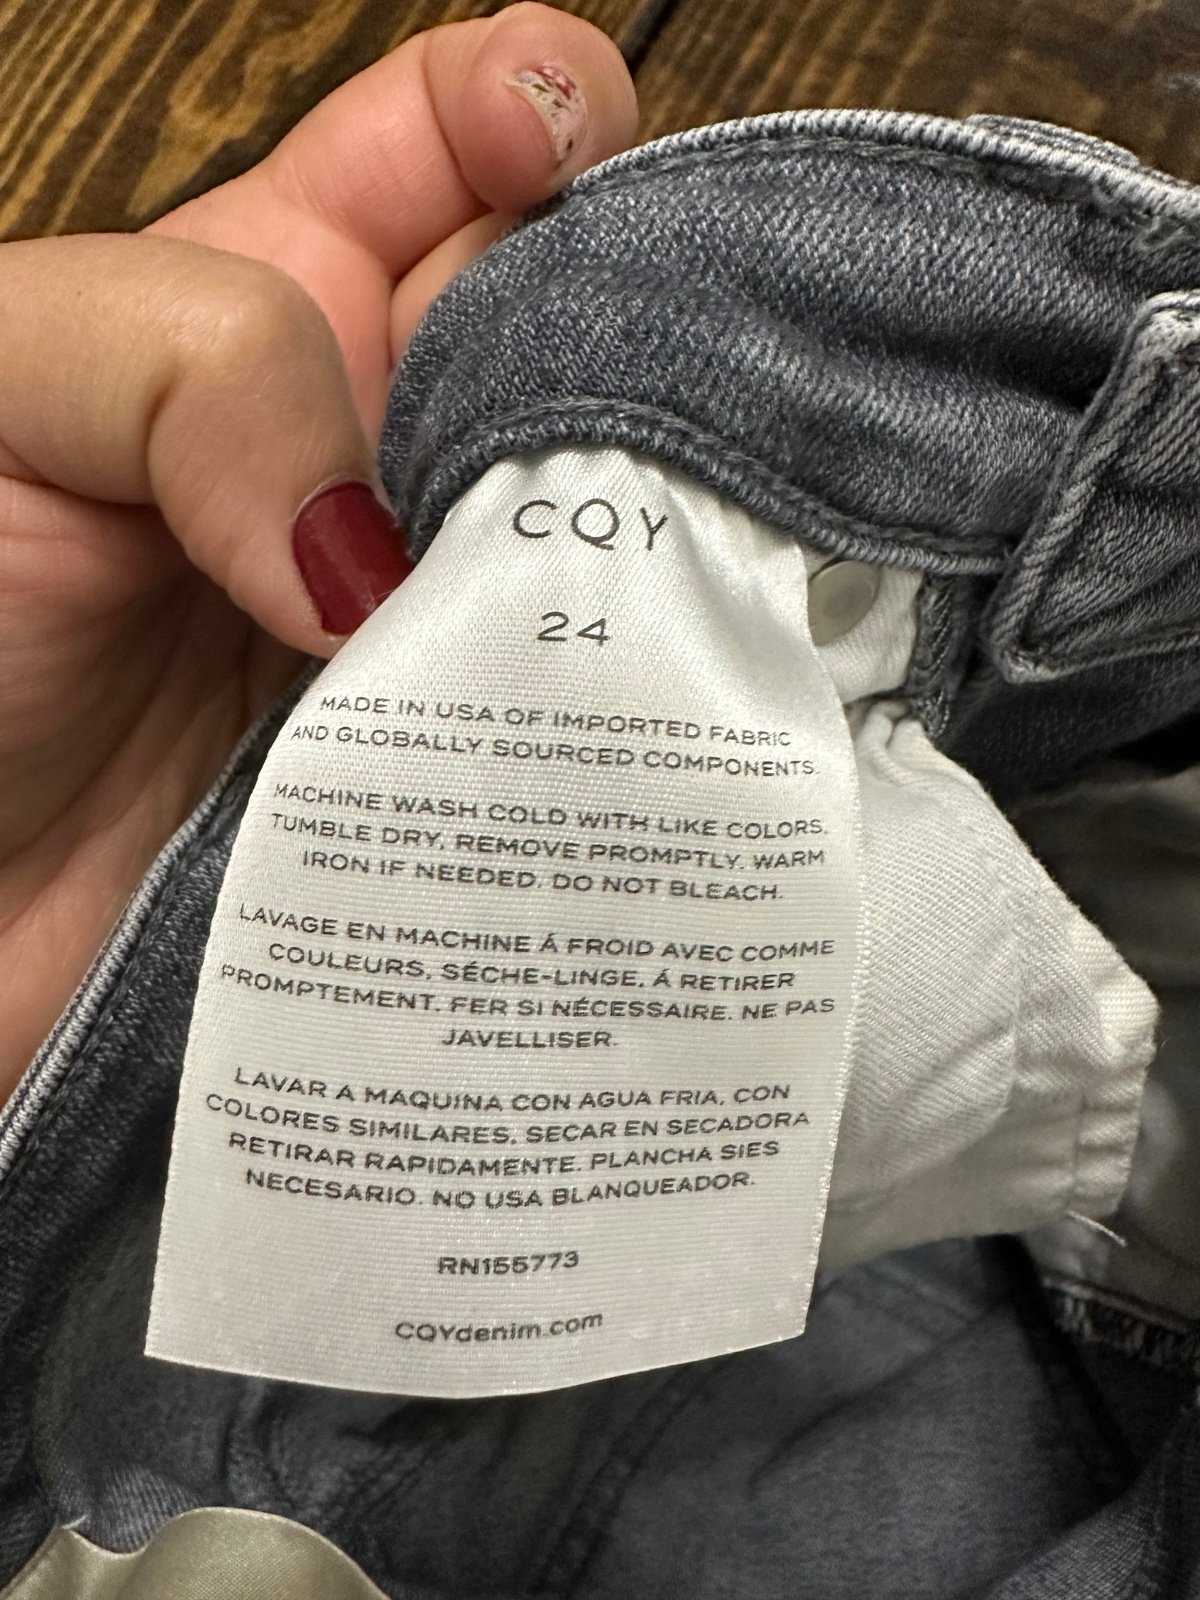 CQY
24
MADE IN USA OF IMPORTED FABRIC
AND GLOBALLY SOURCED COMPONENTS.
MACHINE WASH COLD WITH LIKE COLORS.
TUMBLE DRY, REMOVE PROMPTLY. WARM
IRON IF NEEDED. DO NOT BLEACH.
LAVAGE EN MACHINE Á FROID AVEC COMME
COULEURS. SÉCHE-LINGE, Á RETIRER
PROMPTEMENT. FER SI NÉCESSAIRE. NE PAS
JAVELLISER.
LAVAR A MAQUINA CON AGUA FRIA, CON
COLORES SIMILARES. SECAR EN SECADORA
RETIRAR RAPIDAMENTE. PLANCHA SIES
NECESARIO. NO USA BLANQUEADOR.
RN155773
CQYdenim.com